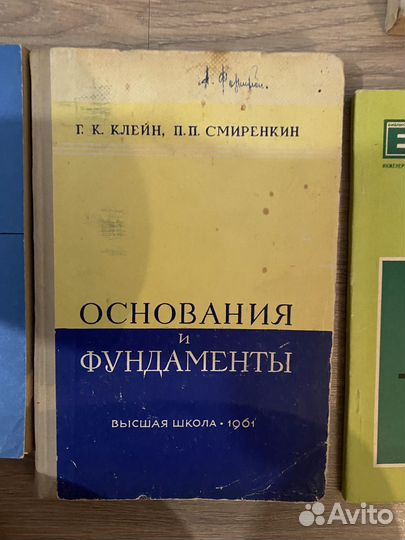 Г. К. КЛЕЙН, П. П. СМИРЕНКИН
ОСНОВАНИЯ
и
ФУНДАМЕНТЫ
ВЫСШАЯ ШКОЛА • 1961
Avito